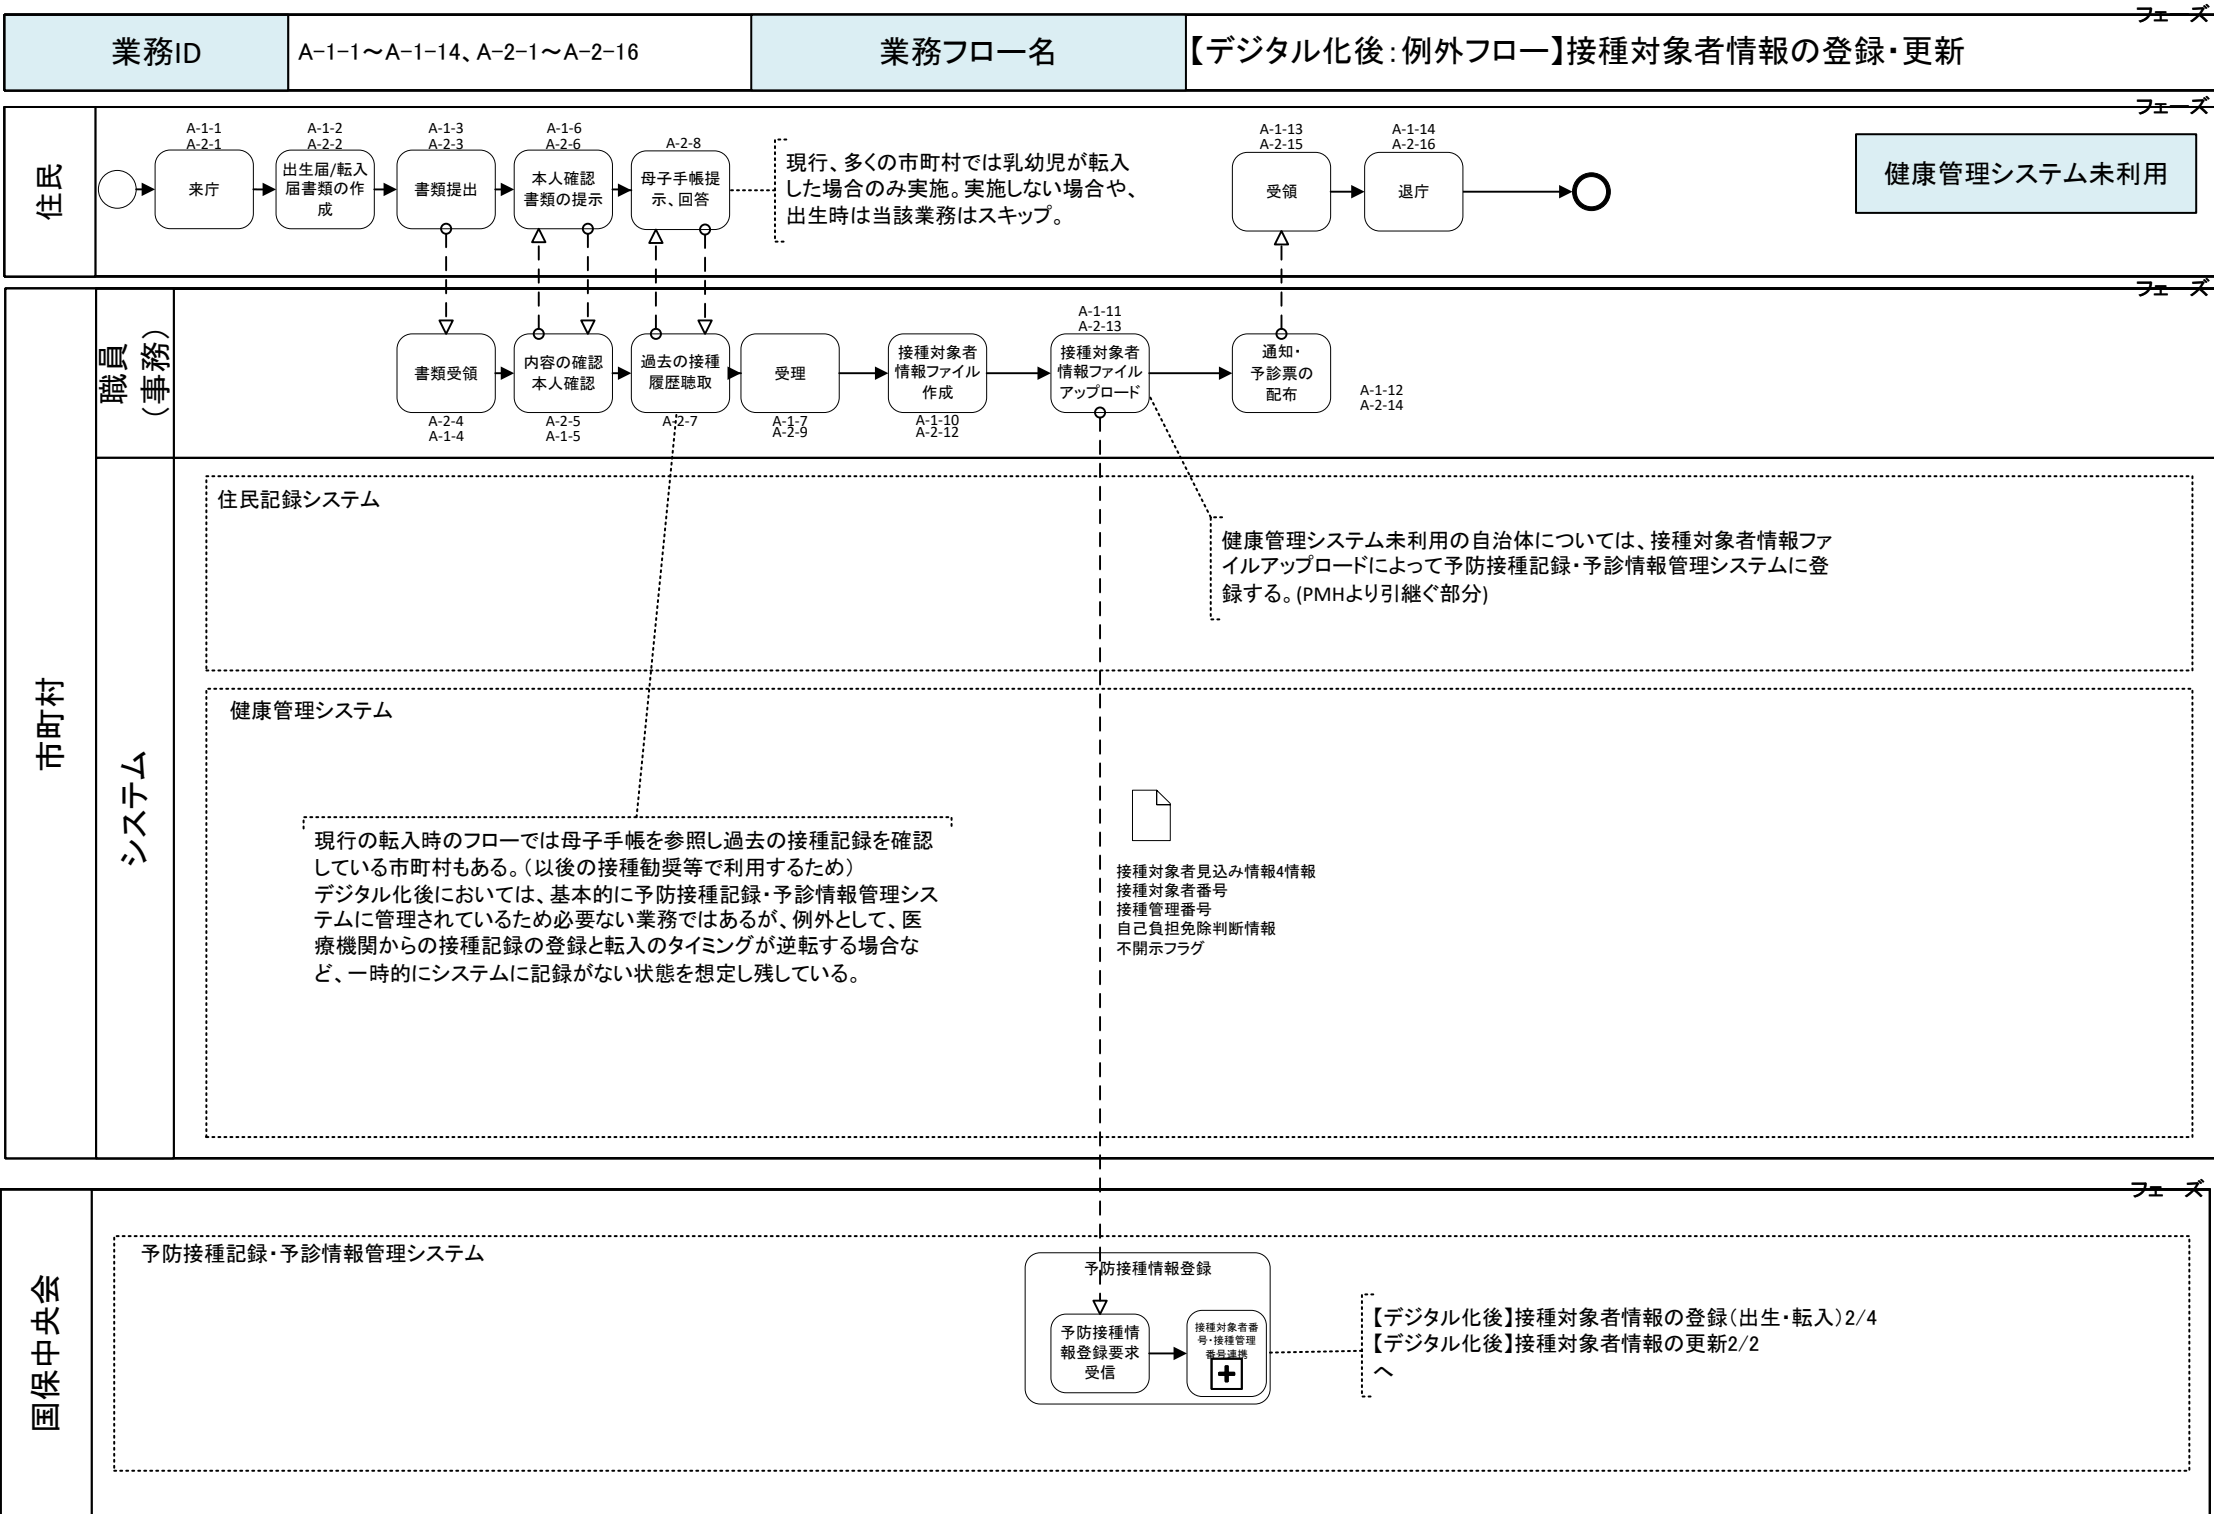 フェーズ
業務ID
A-1-1～A-1-14、A-2-1～A-2-16
業務フロー名
【デジタル化後:例外フロー】接種対象者情報の登録・更新
フェーズ
住民
A-1-1
A-2-1
来庁
A-1-2
A-2-2
出生届/転入
届書類の作
成
A-1-3
A-2-3
書類提出
A-1-6
A-2-6
本人確認
書類の提示
A-2-8
母子手帳提
示、回答
現行、多くの市町村では乳幼児が転入
した場合のみ実施。実施しない場合や、
出生時は当該業務はスキップ。
A-1-13
A-2-15
受領
A-1-14
A-2-16
退庁
健康管理システム未利用
フェーズ
市町村
職員
（事務）
書類受領
A-2-4
A-1-4
内容の確認
本人確認
A-2-5
A-1-5
過去の接種
履歴聴取
A-2-7
受理
A-1-7
A-2-9
接種対象者
情報ファイル
作成
A-1-10
A-2-12
A-1-11
A-2-13
接種対象者
情報ファイル
アップロード
通知・
予診票の
配布
A-1-12
A-2-14
システム
住民記録システム
健康管理システム未利用の自治体については、接種対象者情報ファ
イルアップロードによって予防接種記録・予診情報管理システムに登
録する。(PMHより引継ぐ部分)
健康管理システム
現行の転入時のフローでは母子手帳を参照し過去の接種記録を確認
している市町村もある。（以後の接種勧奨等で利用するため）
デジタル化後においては、基本的に予防接種記録・予診情報管理シス
テムに管理されているため必要ない業務ではあるが、例外として、医
療機関からの接種記録の登録と転入のタイミングが逆転する場合な
ど、一時的にシステムに記録がない状態を想定し残している。
接種対象者見込み情報4情報
接種対象者番号
接種管理番号
自己負担免除判断情報
不開示フラグ
フェーズ
国保中央会
予防接種記録・予診情報管理システム
予防接種情報登録
予防接種情
報登録要求
受信
接種対象者番
号・接種管理
番号連携
【デジタル化後】接種対象者情報の登録（出生・転入）2/4
【デジタル化後】接種対象者情報の更新2/2
へ